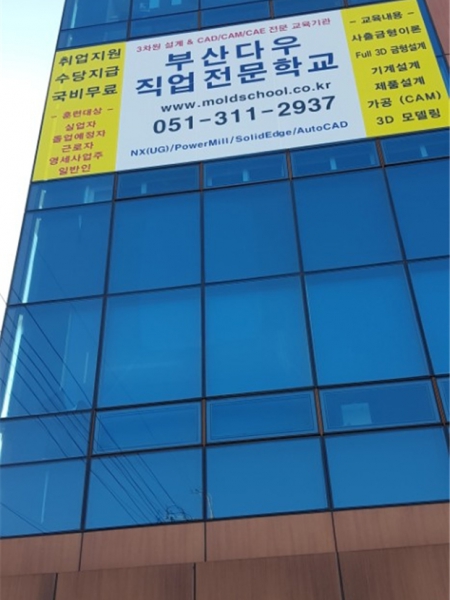 취업지원
수당지급
국비무료
- 훈련대상 -
실업자
졸업예정자
근로자
영세사업주
일반인
3차원 설계 & CAD/CAM/CAE 전문 교육기관
부산다우
직업전문학교
www.moldschool.co.kr
051-311-2937
NX(UG)/PowerMill/SolidEdge/AutoCAD
- 교육내용 -
사출금형이론
Full 3D 금형설계
기계설계
제품설계
가공 (CAM)
3D 모델링